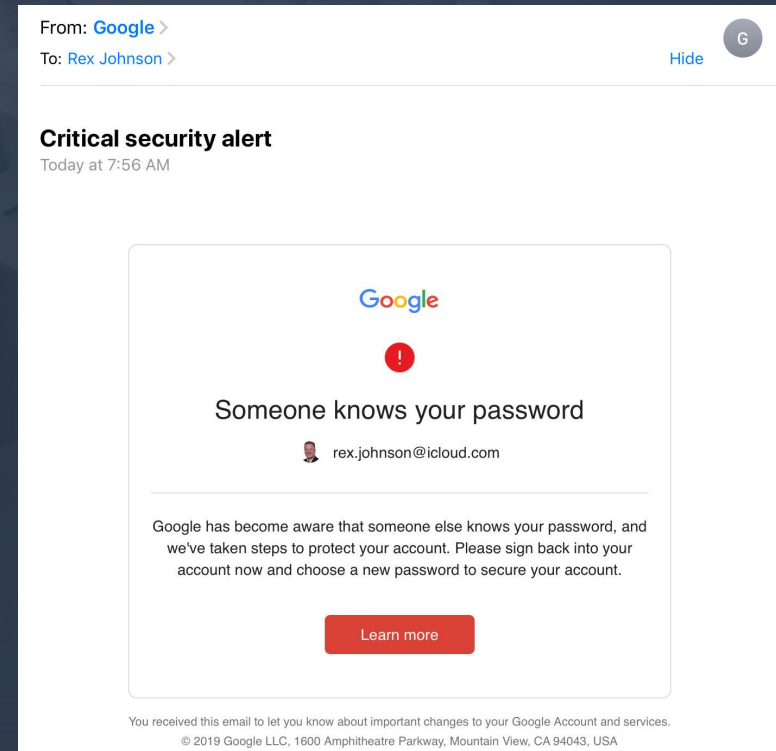 From: Google >
To: Rex Johnson >
Hide
G
Critical security alert
Today at 7:56 AM
Google
!
Someone knows your password
rex.johnson@icloud.com
Google has become aware that someone else knows your password, and
we've taken steps to protect your account. Please sign back into your
account now and choose a new password to secure your account.
Learn more
You received this email to let you know about important changes to your Google Account and services.
© 2019 Google LLC, 1600 Amphitheatre Parkway, Mountain View, CA 94043, USA